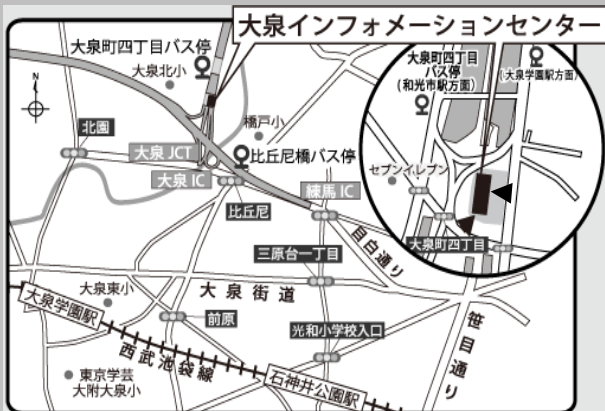 大泉インフォメーションセンター
大泉町四丁目バス停
大泉北小
大泉町四丁目
バス停
(和光市駅方面)
(大泉学園駅方面)
N
北園
橋戸小
大泉 JCT
比丘尼橋バス停
セブンイレブン
大泉 IC
練馬 IC
比丘尼
目白通り
大泉町四丁目
三原台一丁目
大泉東小
大泉街道
大泉学園駅
前原
光和小学校入口
笹目通り
西武池袋線
東京学芸
大附大泉小
石神井公園駅